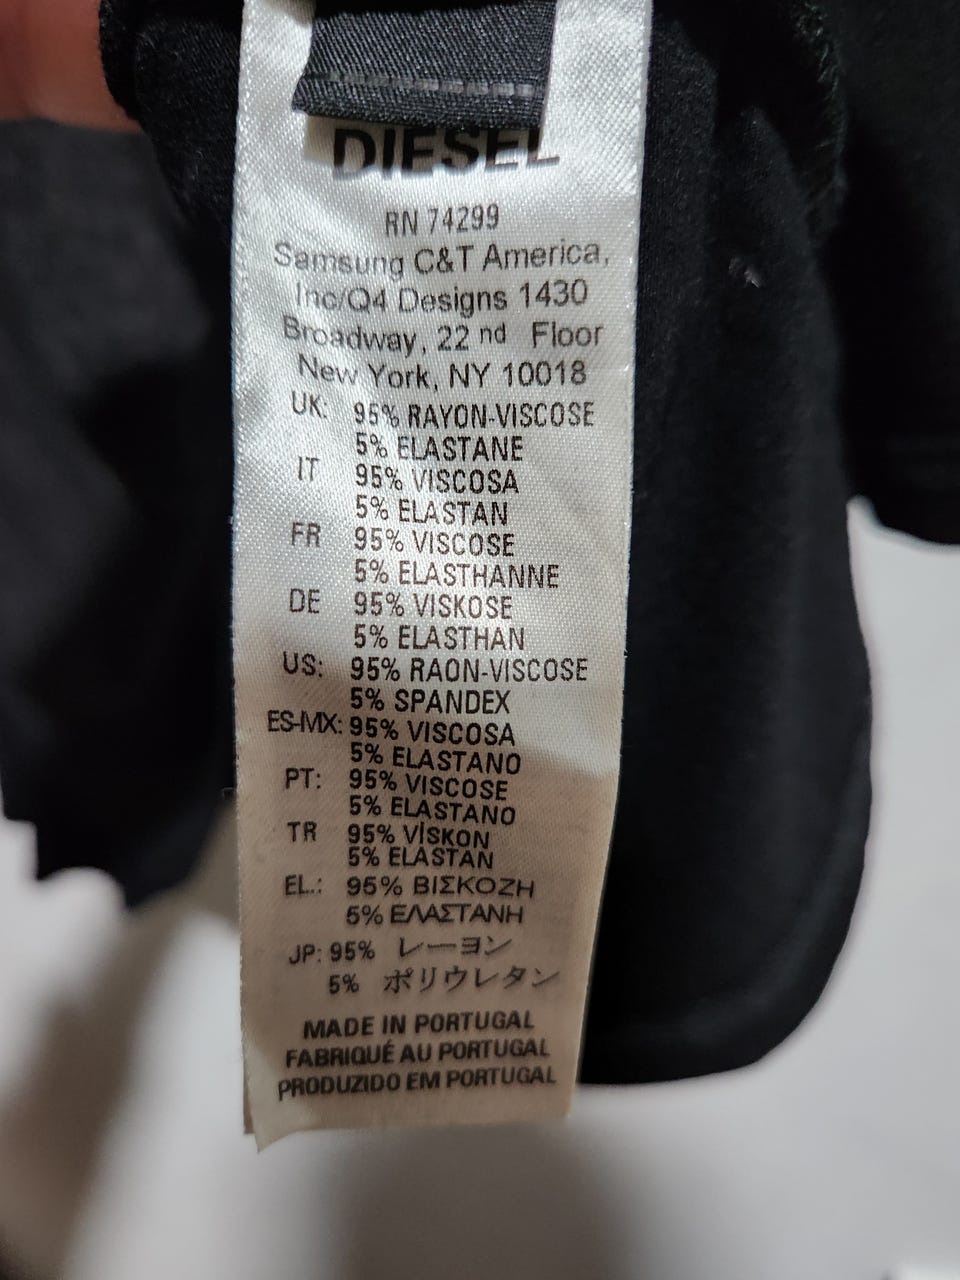 DIESEL
RN 74299
Samsung C&T America,
Inc/Q4 Designs 1430
Broadway, 22 nd Floor
New York, NY 10018
UK: 95% RAYON-VISCOSE
5% ELASTANE
IT 95% VISCOSA
5% ELASTAN
FR 95% VISCOSE
5% ELASTHANNE
DE 95% VISKOSE
5% ELASTHAN
US: 95% RAON-VISCOSE
5% SPANDEX
ES-MX: 95% VISCOSA
5% ELASTANO
PT: 95% VISCOSE
5% ELASTANO
TR 95% VİSKON
5% ELASTAN
EL.: 95% ΒΙΣΚΟΖΗ
5% ΕΛΑΣΤΑΝΗ
JP: 95% レーヨン
5% ポリウレタン
MADE IN PORTUGAL
FABRIQUÉ AU PORTUGAL
PRODUZIDO EM PORTUGAL